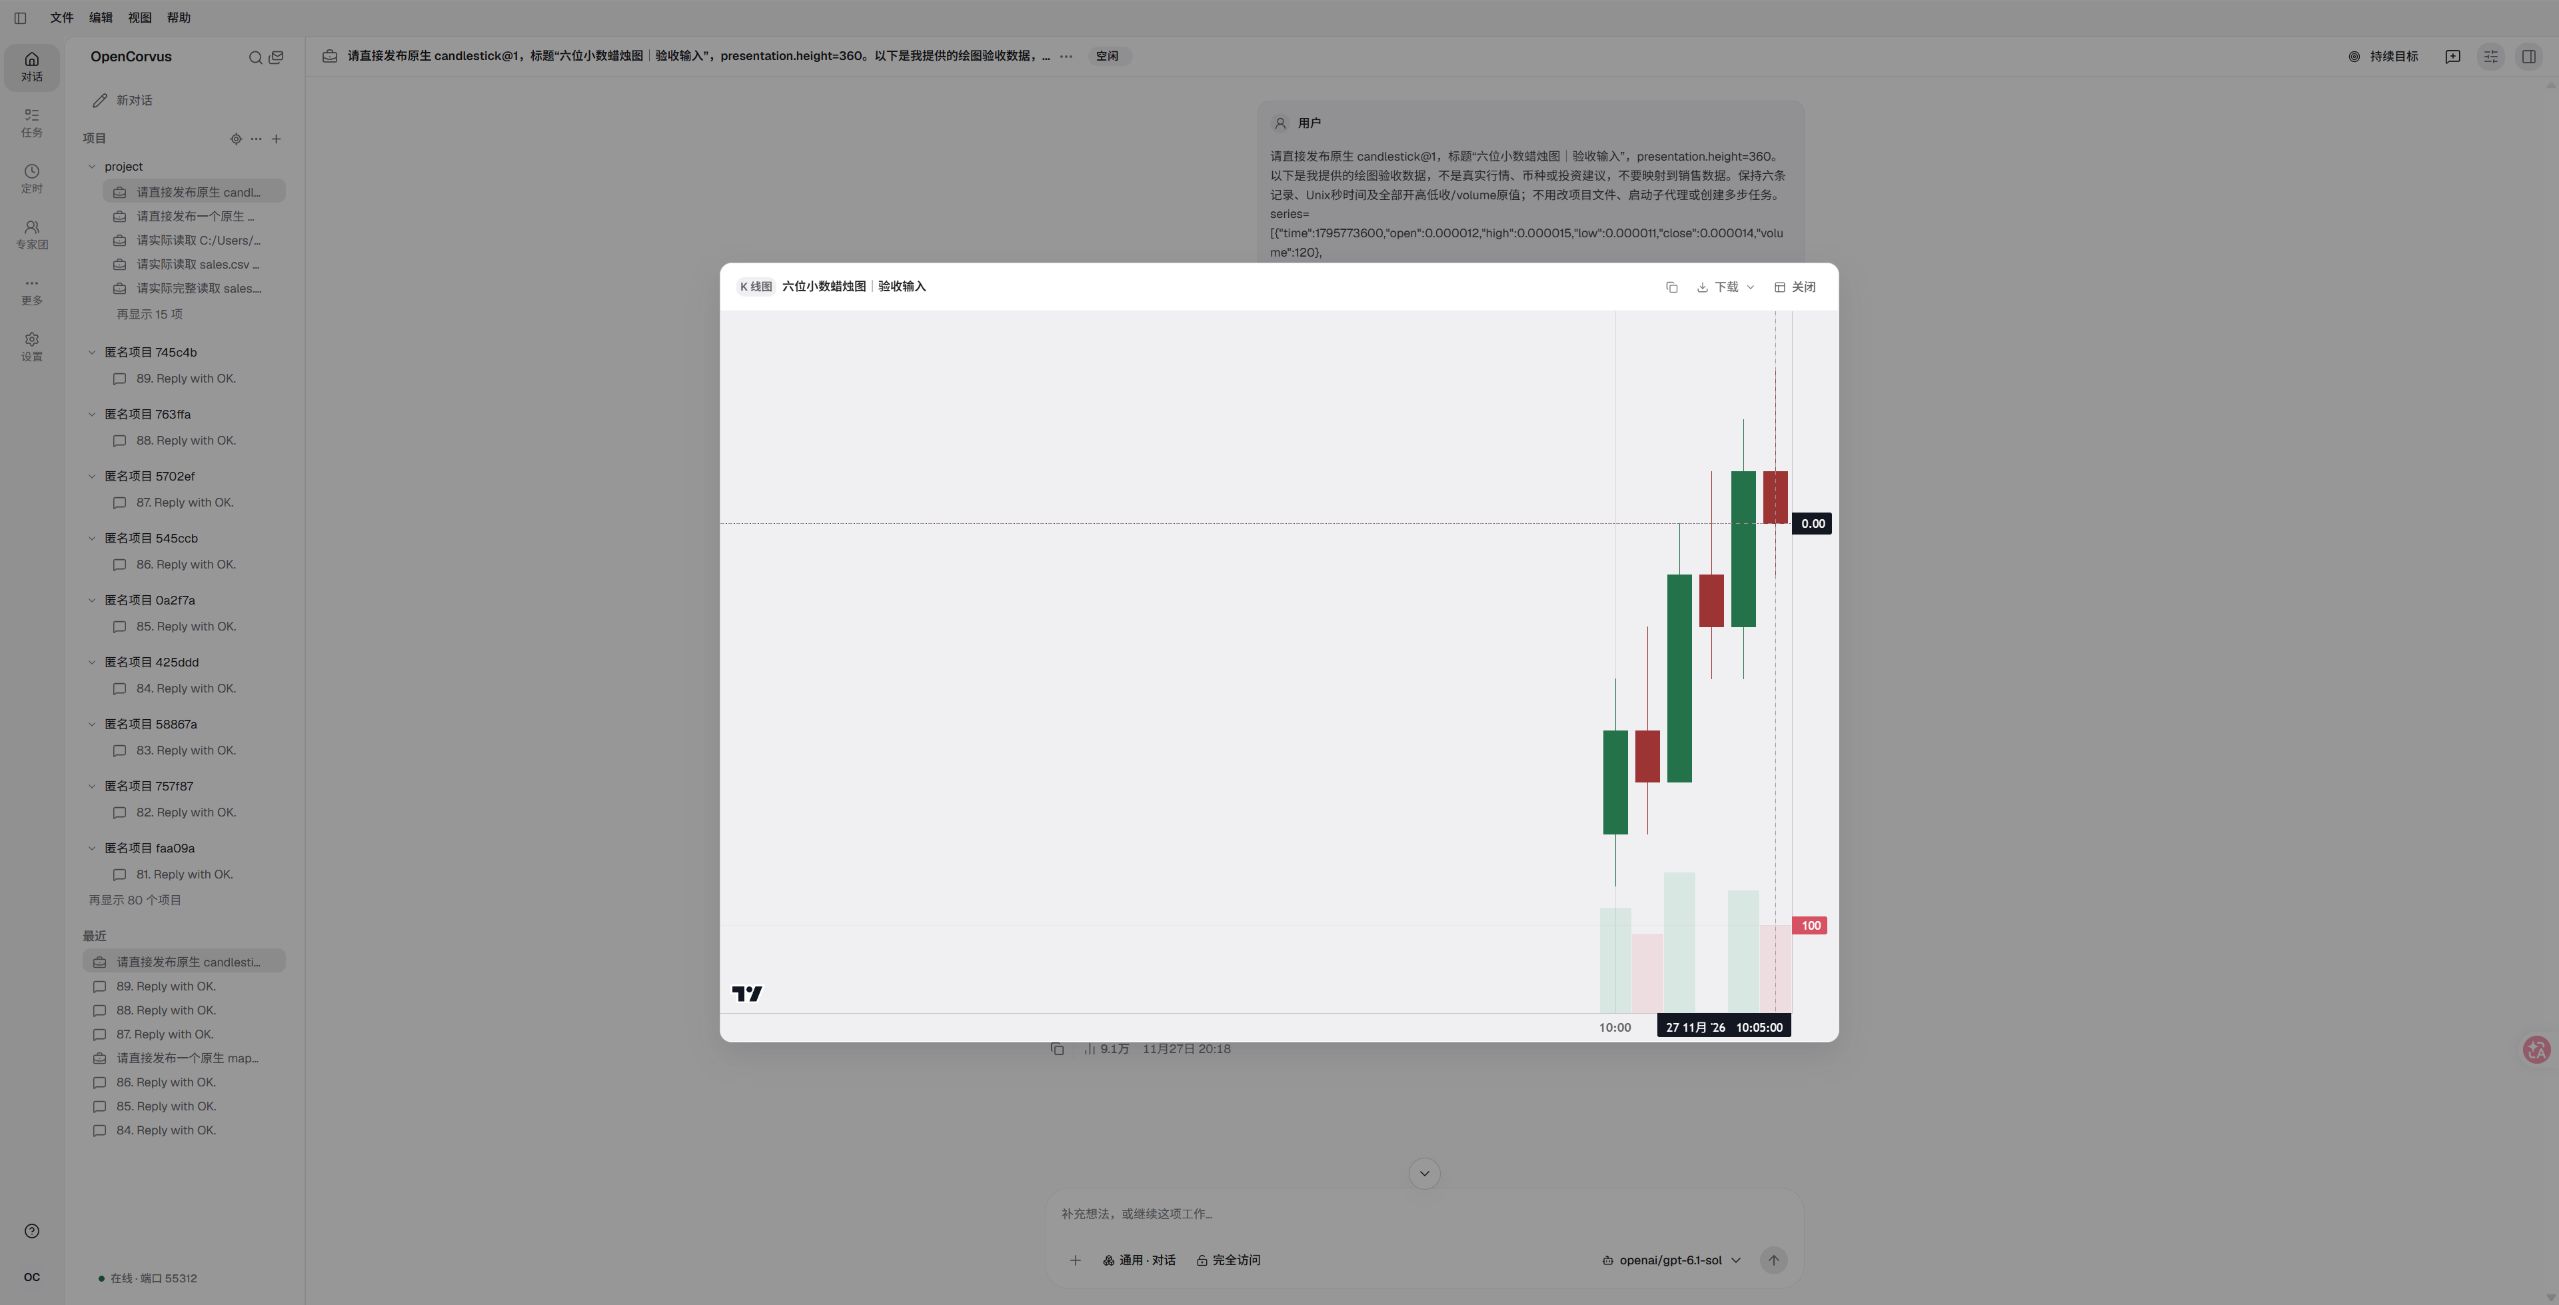 文件 编辑 视图 帮助
对话
任务
定时
专家团
更多
设置
OC
OpenCorvus
新对话
项目
project
请直接发布原生 candl...
请直接发布一个原生 ...
请实际读取 C:/Users/...
请实际读取 sales.csv ...
请实际完整读取 sales....
再显示 15 项
匿名项目 745c4b
89. Reply with OK.
匿名项目 763ffa
88. Reply with OK.
匿名项目 5702ef
87. Reply with OK.
匿名项目 545ccb
86. Reply with OK.
匿名项目 0a2f7a
85. Reply with OK.
匿名项目 425ddd
84. Reply with OK.
匿名项目 58867a
83. Reply with OK.
匿名项目 757f87
82. Reply with OK.
匿名项目 faa09a
81. Reply with OK.
再显示 80 个项目
最近
请直接发布原生 candlesti...
89. Reply with OK.
88. Reply with OK.
87. Reply with OK.
请直接发布一个原生 map...
86. Reply with OK.
85. Reply with OK.
84. Reply with OK.
在线 · 端口 55312
请直接发布原生 candlestick@1，标题“六位小数蜡烛图｜验收输入”，presentation.height=360。以下是我提供的绘图验收数据，... ··· 空闲
持续目标
用户
请直接发布原生 candlestick@1，标题“六位小数蜡烛图｜验收输入”，presentation.height=360。
以下是我提供的绘图验收数据，不是真实行情、币种或投资建议，不要映射到销售数据。保持六条
记录、Unix秒时间及全部开高低收/volume原值；不用改项目文件、启动子代理或创建多步任务。
series=
[{"time":1795773600,"open":0.000012,"high":0.000015,"low":0.000011,"close":0.000014,"volu
me":120},
K 线图 六位小数蜡烛图｜验收输入
下载 关闭
0.00
100
10:00
27 11月 '26 10:05:00
9.1万 11月27日 20:18
补充想法，或继续这项工作...
通用 · 对话 完全访问
openai/gpt-6.1-sol